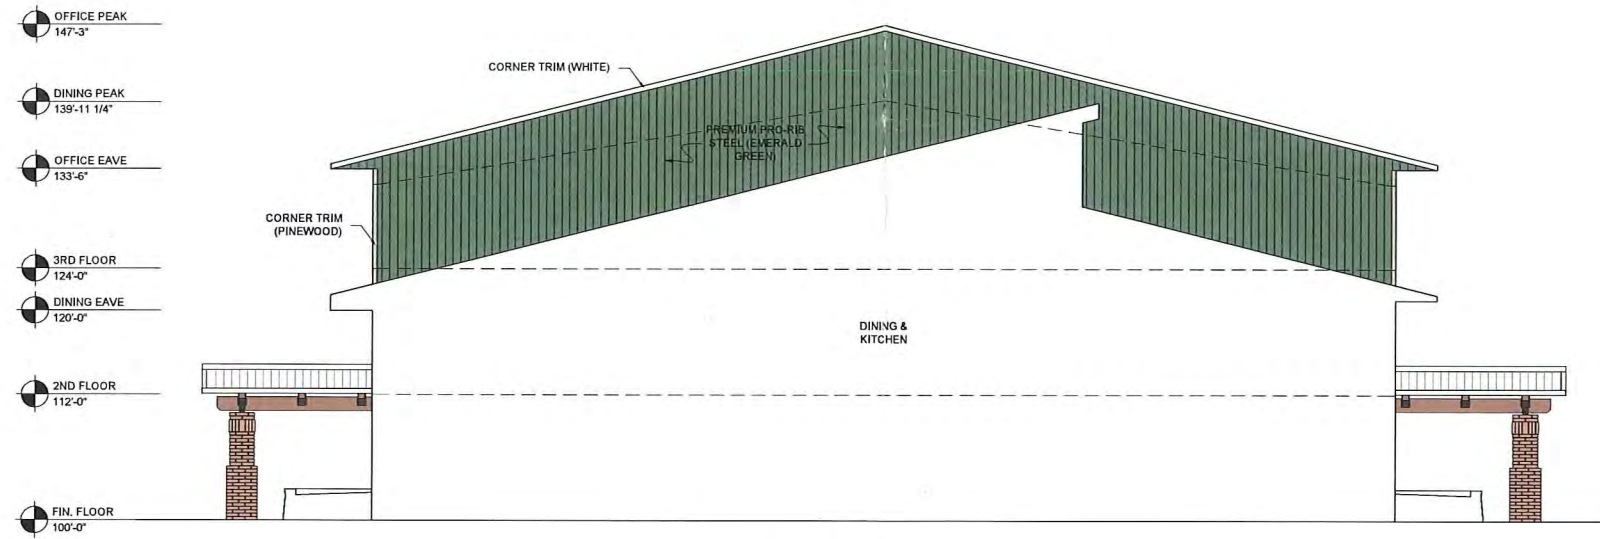 OFFICE PEAK
147'-3"
DINING PEAK
139'-11 1/4"
OFFICE EAVE
133'-6"
3RD FLOOR
124'-0"
DINING EAVE
120'-0"
2ND FLOOR
112'-0"
FIN. FLOOR
100'-0"
CORNER TRIM (WHITE)
PREMIUM PRO-RIB
STEEL (EMERALD
GREEN)
CORNER TRIM
(PINEWOOD)
DINING &
KITCHEN